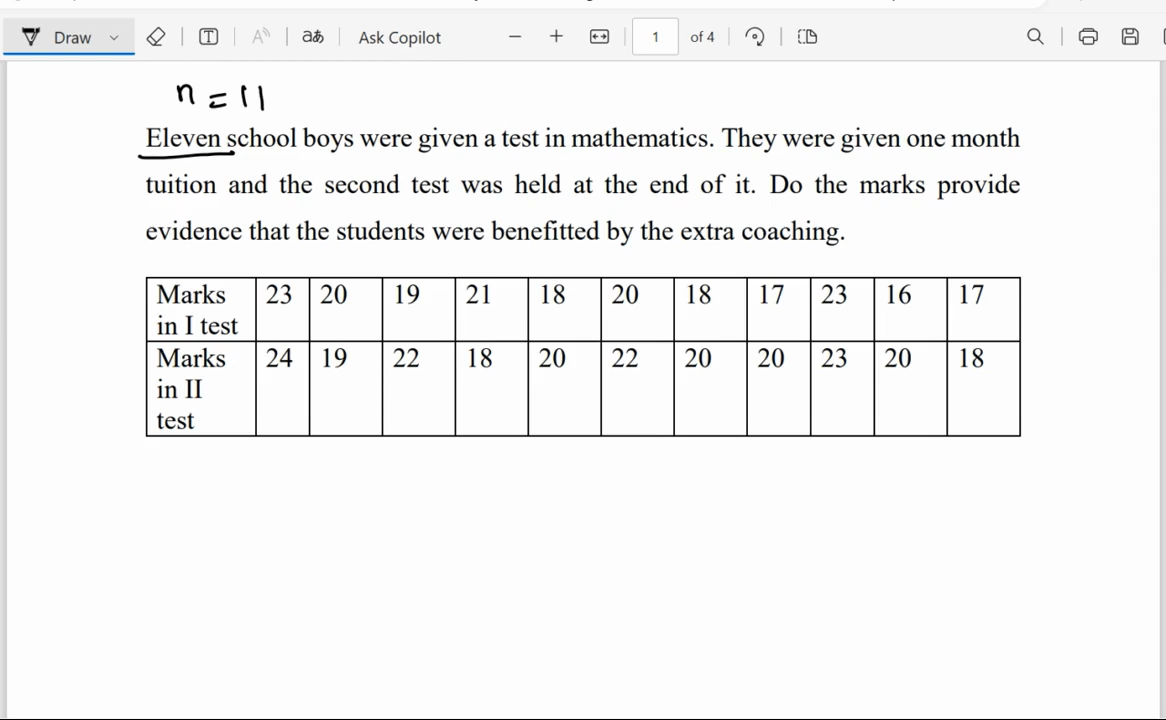 Draw A aあ Ask Copilot 1 of 4
n = 11
Eleven school boys were given a test in mathematics. They were given one month
tuition and the second test was held at the end of it. Do the marks provide
evidence that the students were benefitted by the extra coaching.
Marks in I test 23 20 19 21 18 20 18 17 23 16 17
Marks in II test 24 19 22 18 20 22 20 20 23 20 18